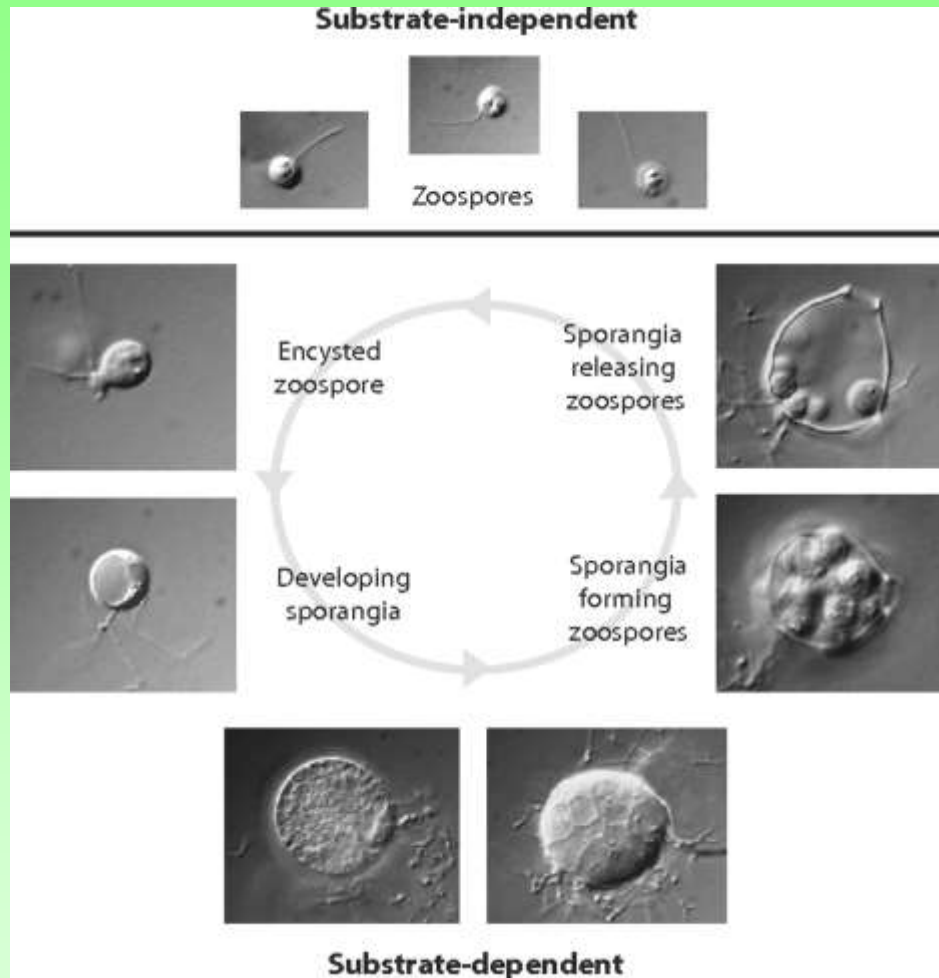 Substrate-independent
Zoospores
Encysted
zoospore
Sporangia
releasing
zoospores
Developing
sporangia
Sporangia
forming
zoospores
Substrate-dependent